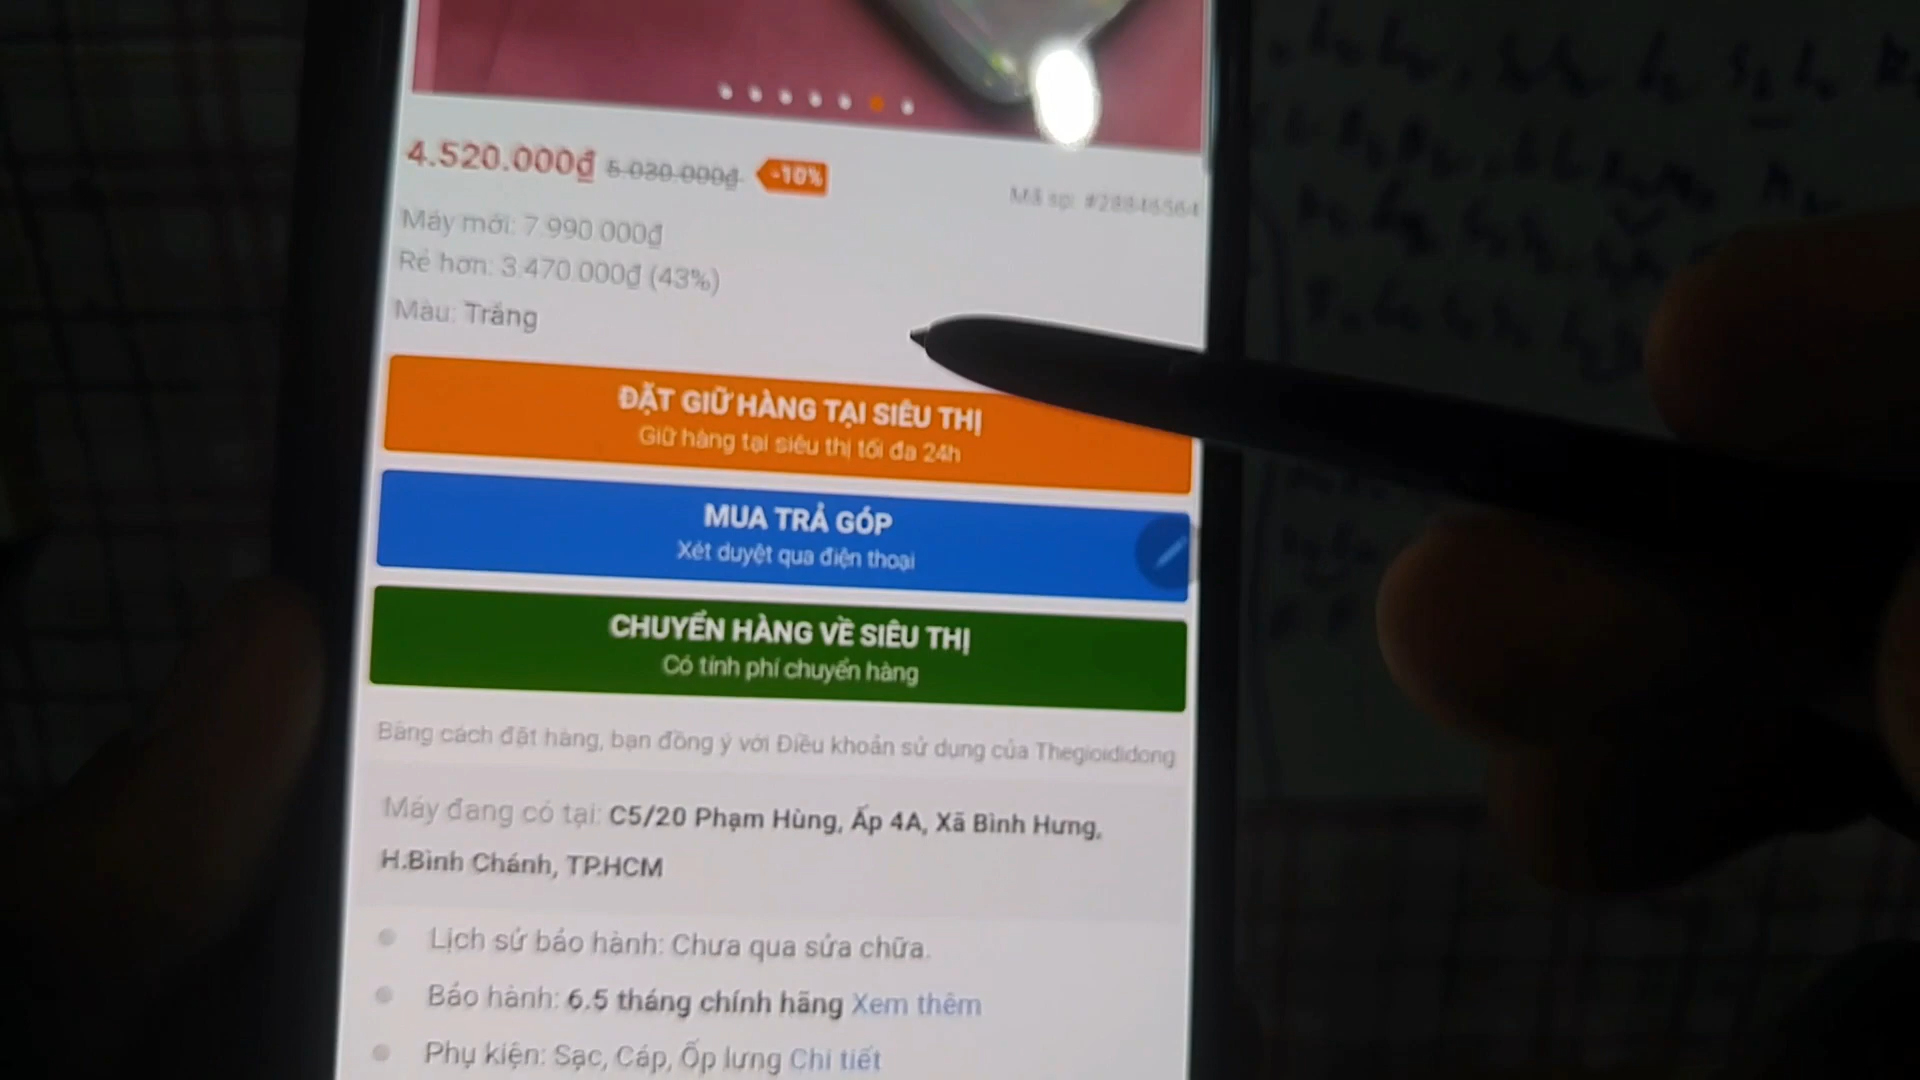 4.520.000₫ 5.030.000₫ -10%
Mã sp: #28846564
Máy mới: 7.990.000₫
Rẻ hơn: 3.470.000₫ (43%)
Màu: Trắng
ĐẶT GIỮ HÀNG TẠI SIÊU THỊ
Giữ hàng tại siêu thị tối đa 24h
MUA TRẢ GÓP
Xét duyệt qua điện thoại
CHUYỂN HÀNG VỀ SIÊU THỊ
Có tính phí chuyển hàng
Bằng cách đặt hàng, bạn đồng ý với Điều khoản sử dụng của Thegioididong
Máy đang có tại: C5/20 Phạm Hùng, Ấp 4A, Xã Bình Hưng,
H.Bình Chánh, TP.HCM
Lịch sử bảo hành: Chưa qua sửa chữa.
Bảo hành: 6.5 tháng chính hãng Xem thêm
Phụ kiện: Sạc, Cáp, Ốp lưng Chi tiết